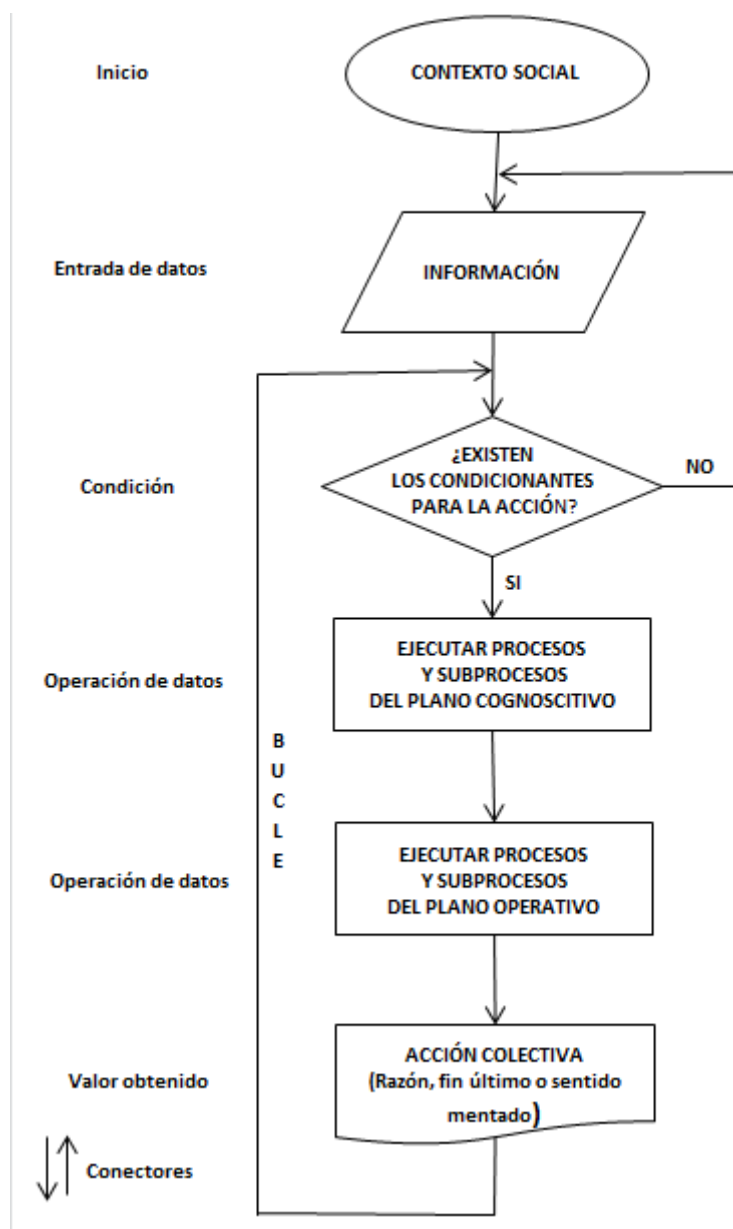 Inicio
CONTEXTO SOCIAL
Entrada de datos
INFORMACIÓN
Condición
¿EXISTEN
LOS CONDICIONANTES
PARA LA ACCIÓN?
NO
SI
Operación de datos
EJECUTAR PROCESOS
Y SUBPROCESOS
DEL PLANO COGNOSCITIVO
B
U
C
L
E
Operación de datos
EJECUTAR PROCESOS
Y SUBPROCESOS
DEL PLANO OPERATIVO
Valor obtenido
ACCIÓN COLECTIVA
(Razón, fin último o sentido
mentado)
Conectores